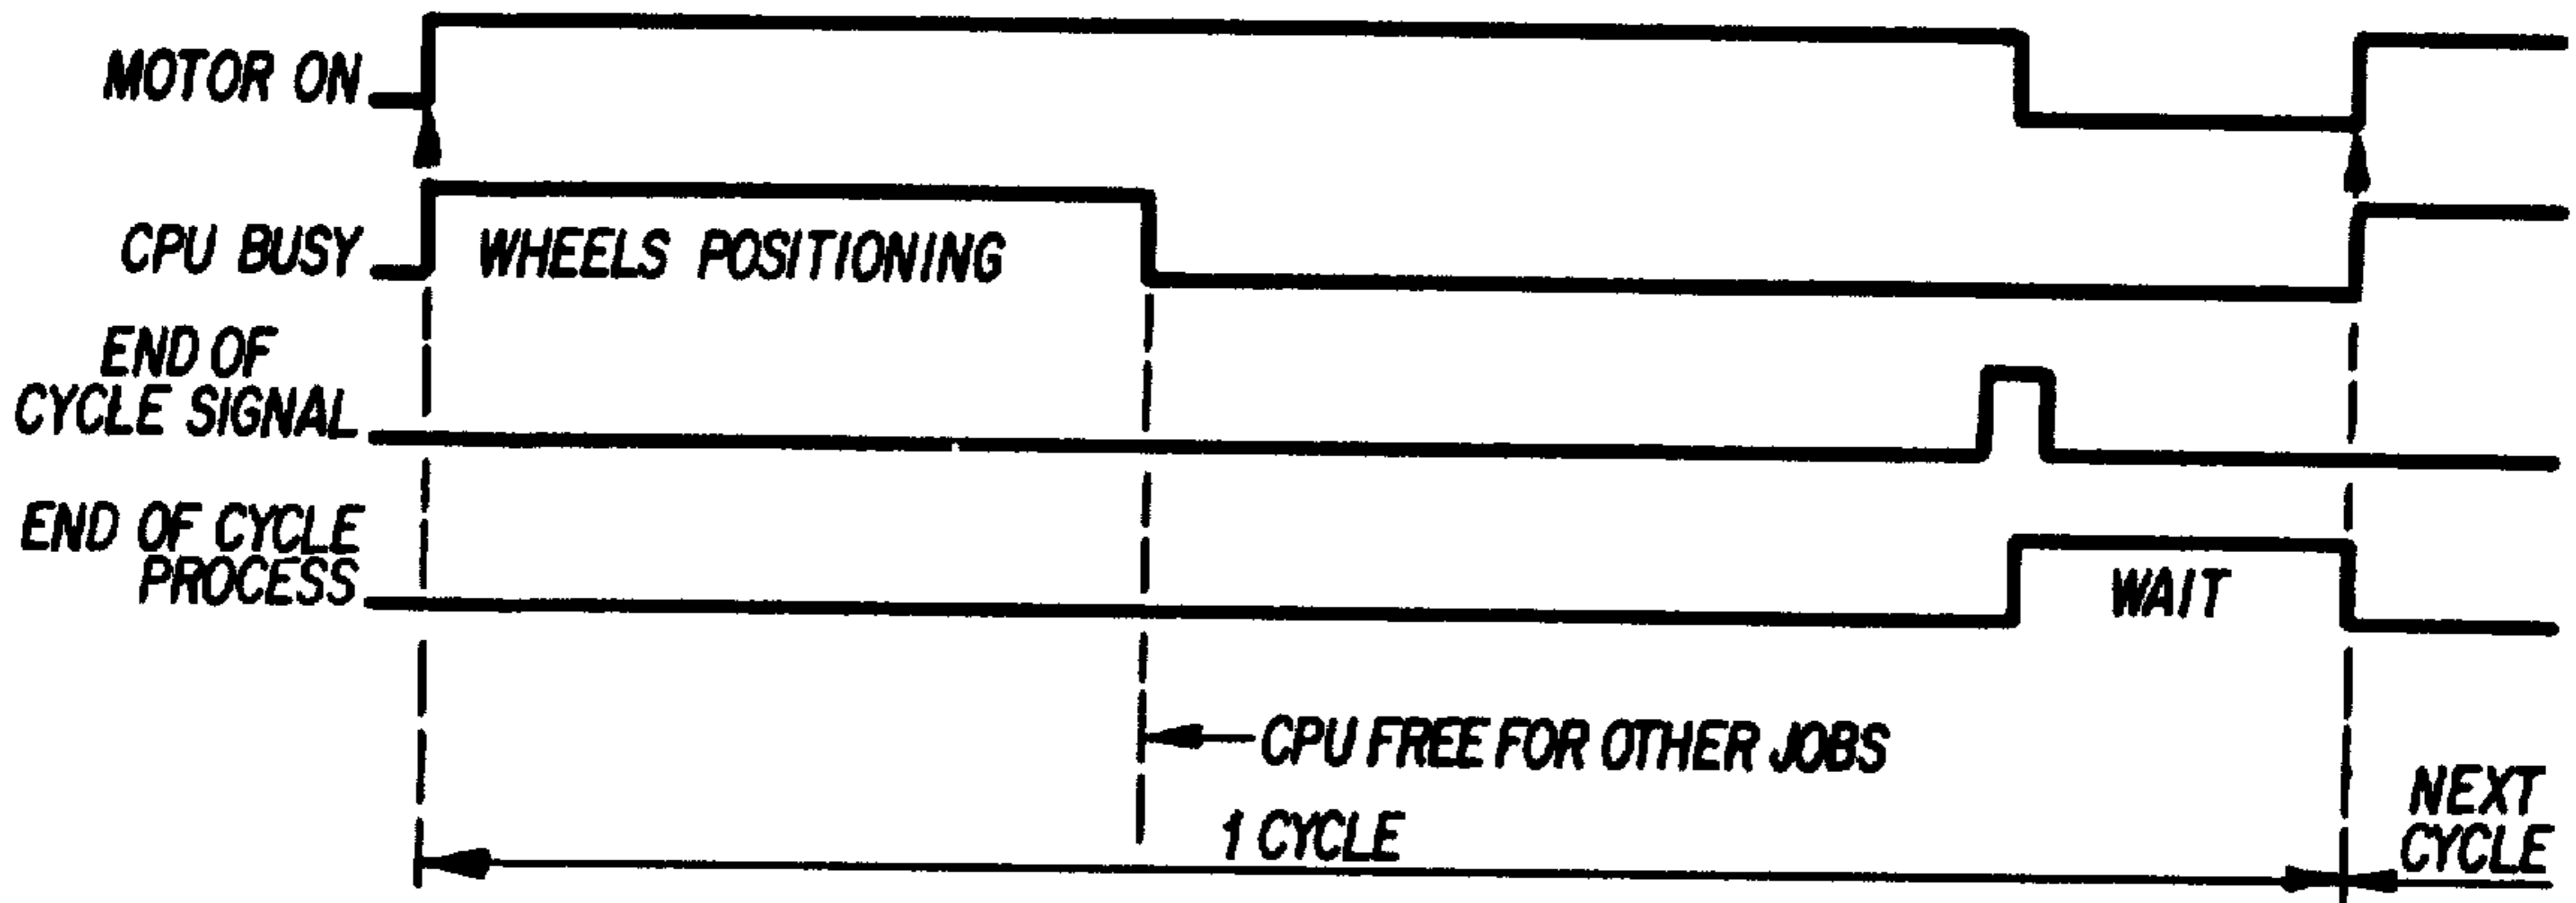 MOTOR ON
CPU BUSY
WHEELS POSITIONING
END OF
CYCLE SIGNAL
END OF CYCLE
PROCESS
WAIT
CPU FREE FOR OTHER JOBS
1 CYCLE
NEXT
CYCLE